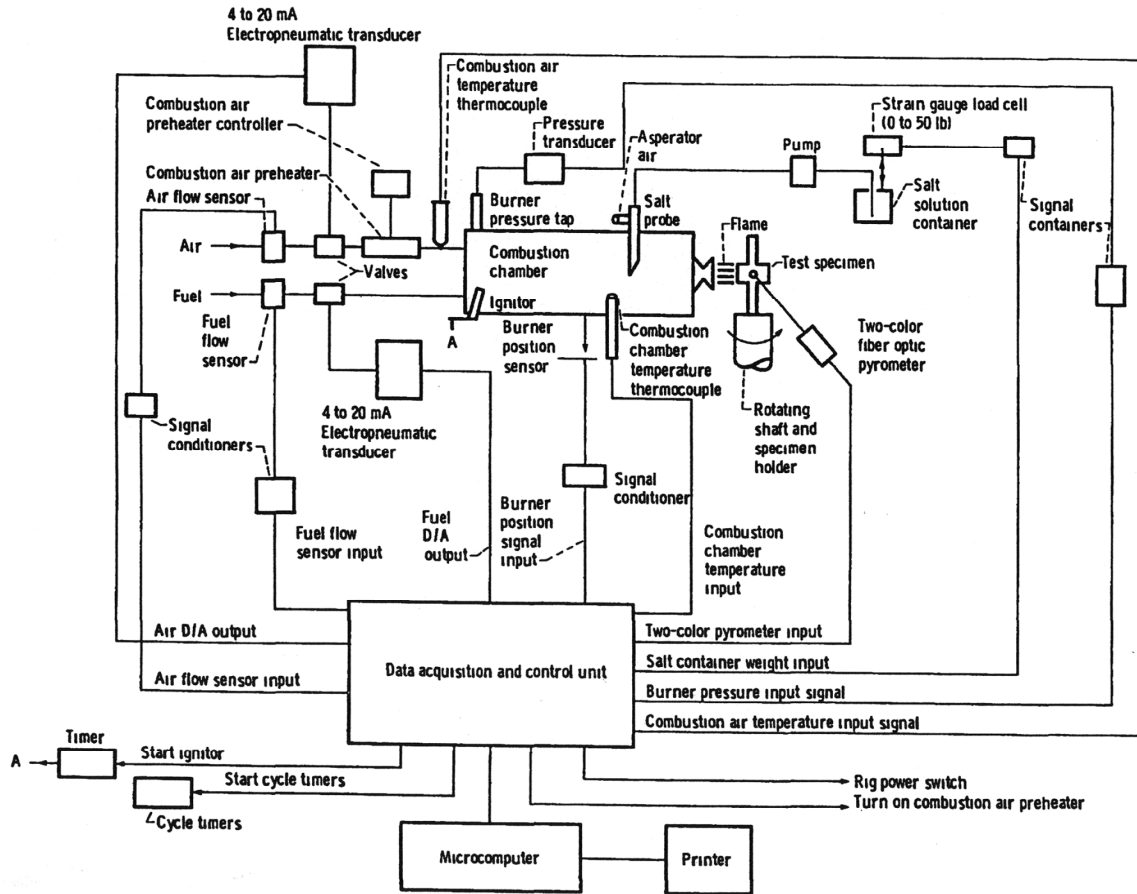 4 to 20 mA
Electropneumatic transducer
Combustion air
temperature
thermocouple
Combustion air
preheater controller
Pressure
transducer
Asperator
air
Strain gauge load cell
(0 to 50 lb)
Pump
Combustion air preheater
Air flow sensor
Burner
pressure tap
Salt
probe
Salt
solution
container
Signal
containers
Flame
Air
Valves
Combustion
chamber
Test specimen
Fuel
Ignitor
A
Fuel
flow
sensor
Burner
position
sensor
Combustion
chamber
temperature
thermocouple
Two-color
fiber optic
pyrometer
4 to 20 mA
Electropneumatic
transducer
Signal
conditioners
Rotating
shaft and
specimen
holder
Signal
conditioner
Fuel flow
sensor input
Fuel
D/A
output
Burner
position
signal
input
Combustion
chamber
temperature
input
Air D/A output
Air flow sensor input
Data acquisition and control unit
Two-color pyrometer input
Salt container weight input
Burner pressure input signal
Combustion air temperature input signal
A
Timer
Start ignitor
Start cycle timers
Cycle timers
Rig power switch
Turn on combustion air preheater
Microcomputer
Printer